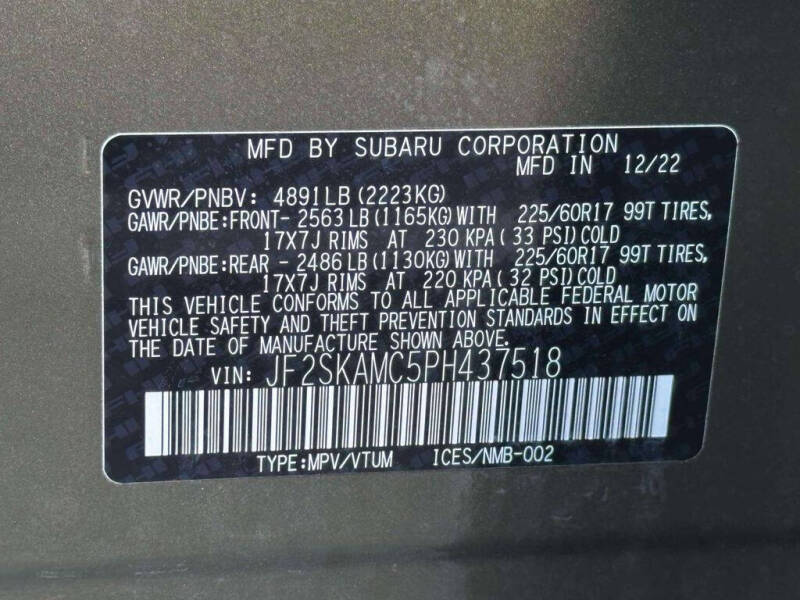 MFD BY SUBARU CORPORATION
MFD IN 12/22
GVWR/PNBV: 4891LB (2223KG)
GAWR/PNBE:FRONT- 2563LB(1165KG)WITH 225/60R17 99T TIRES,
17X7J RIMS AT 230 KPA( 33 PSI)COLD
GAWR/PNBE:REAR - 2486LB(1130KG)WITH 225/60R17 99T TIRES,
17X7J RIMS AT 220 KPA( 32 PSI)COLD
THIS VEHICLE CONFORMS TO ALL APPLICABLE FEDERAL MOTOR
VEHICLE SAFETY AND THEFT PREVENTION STANDARDS IN EFFECT ON
THE DATE OF MANUFACTURE SHOWN ABOVE.
VIN: JF2SKAMC5PH437518
TYPE:MPV/VTUM ICES/NMB-002